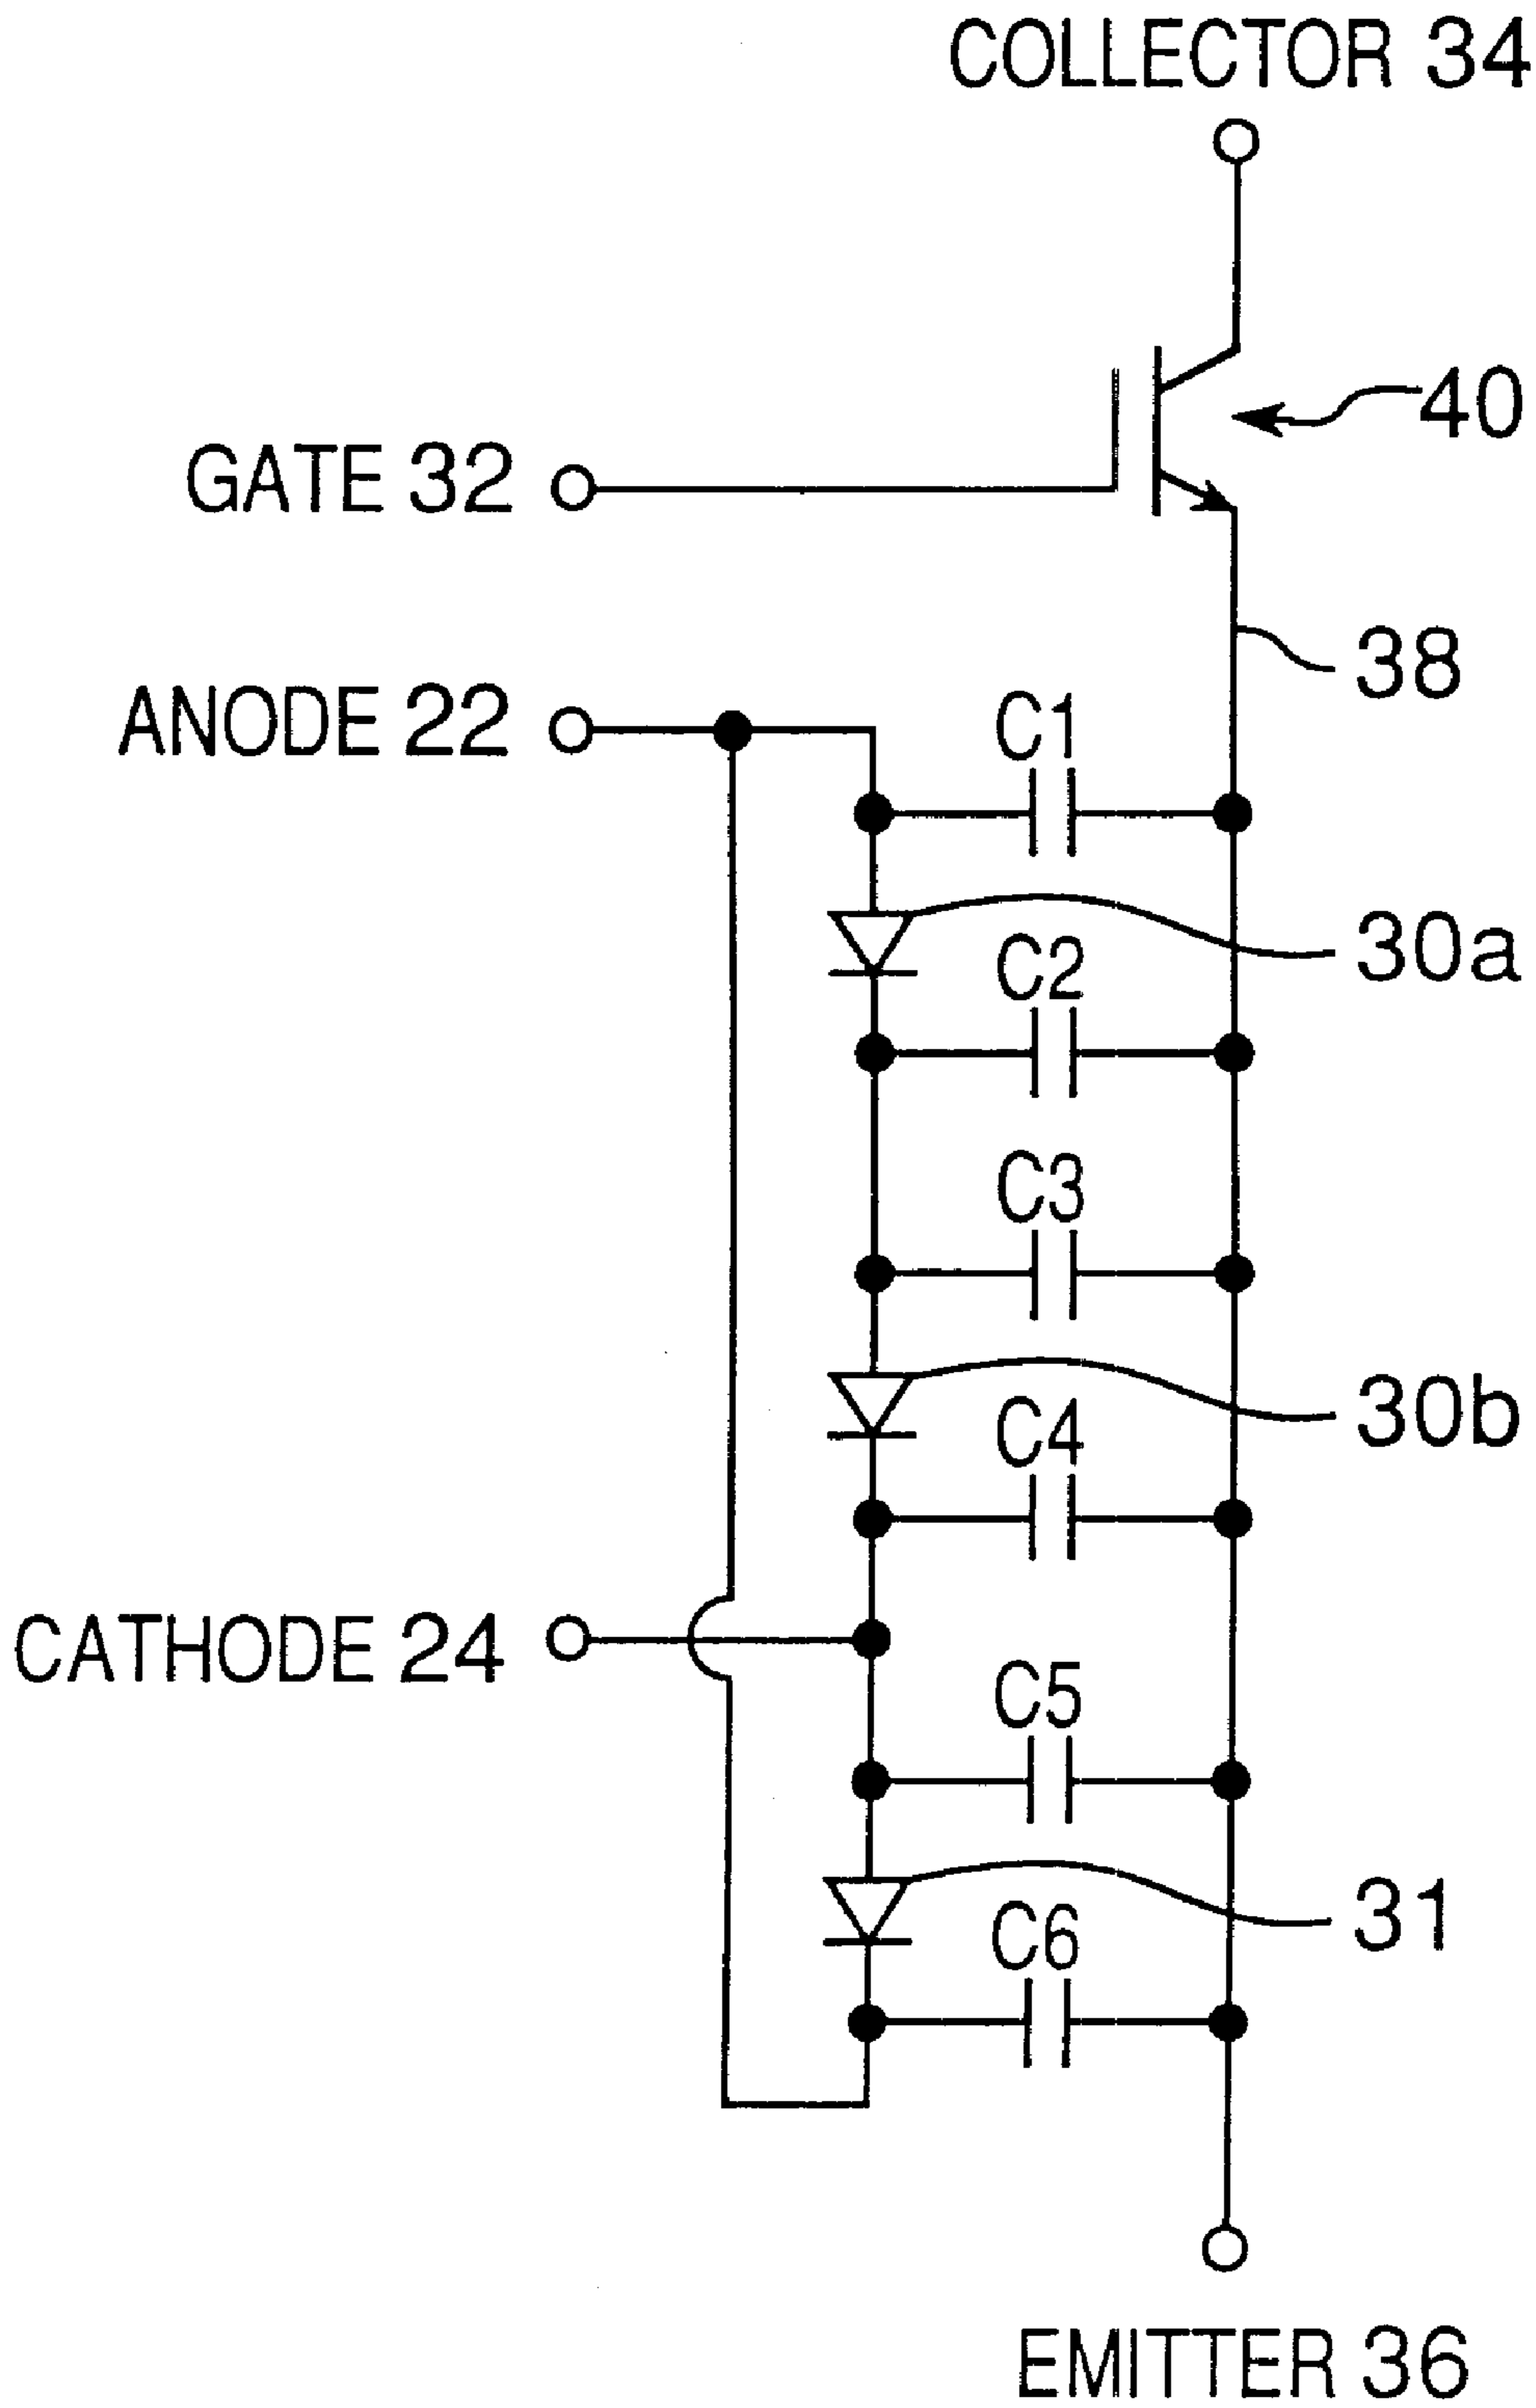 COLLECTOR 34
40
GATE 32
38
ANODE 22
C1
30a
C2
C3
30b
C4
CATHODE 24
C5
31
C6
EMITTER 36